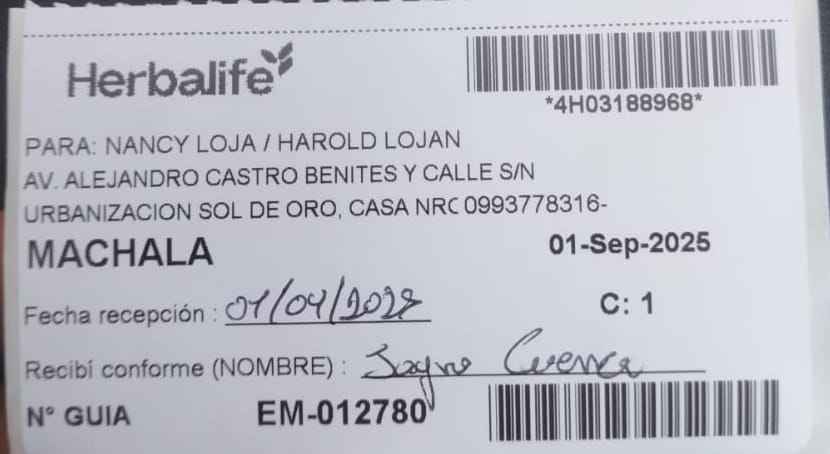 Herbalife
*4H03188968*
PARA: NANCY LOJA / HAROLD LOJAN
AV. ALEJANDRO CASTRO BENITES Y CALLE S/N
URBANIZACION SOL DE ORO, CASA NRC 0993778316-
MACHALA 01-Sep-2025
Fecha recepción : C: 1
Recibí conforme (NOMBRE) : Cuenca
N° GUIA EM-012780